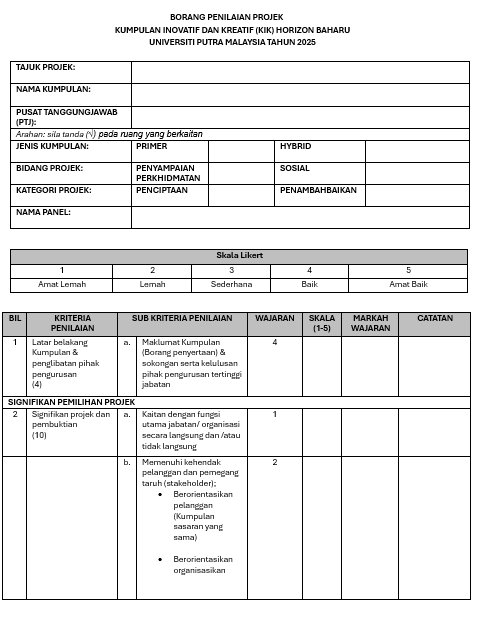 BORANG PENILAIAN PROJEK
KUMPULAN INOVATIF DAN KREATIF (KIK) HORIZON BAHARU
UNIVERSITI PUTRA MALAYSIA TAHUN 2025
TAJUK PROJEK:
NAMA KUMPULAN:
PUSAT TANGGUNGJAWAB
(PTJ):
Arahan: sila tanda (√) pada ruang yang berkaitan
JENIS KUMPULAN: PRIMER HYBRID
BIDANG PROJEK: PENYAMPAIAN SOSIAL
PERKHIDMATAN
KATEGORI PROJEK: PENCIPTAAN PENAMBAHBAIKAN
NAMA PANEL:
Skala Likert
1 2 3 4 5
Amat Lemah Lemah Sederhana Baik Amat Baik
BIL KRITERIA SUB KRITERIA PENILAIAN WAJARAN SKALA MARKAH CATATAN
PENILAIAN (1-5) WAJARAN
1 Latar belakang a. Maklumat Kumpulan 4
Kumpulan & (Borang penyertaan) &
penglibatan pihak sokongan serta kelulusan
pengurusan pihak pengurusan tertinggi
(4) jabatan
SIGNIFIKAN PEMILIHAN PROJEK
2 Signifikan projek dan a. Kaitan dengan fungsi 1
pembuktian utama jabatan/ organisasi
(10) secara langsung dan /atau
tidak langsung
b. Memenuhi kehendak 2
pelanggan dan pemegang
taruh (stakeholder);
• Berorientasikan
pelanggan
(Kumpulan
sasaran yang
sama)
• Berorientasikan
organisasikan